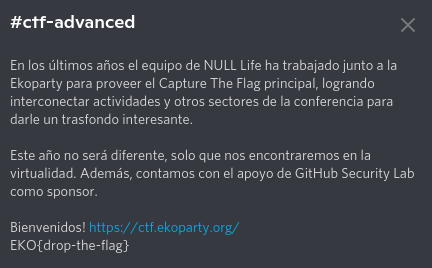 #ctf-advanced
En los últimos años el equipo de NULL Life ha trabajado junto a la
Ekoparty para proveer el Capture The Flag principal, logrando
interconectar actividades y otros sectores de la conferencia para
darle un trasfondo interesante.
Este año no será diferente, solo que nos encontraremos en la
virtualidad. Además, contamos con el apoyo de GitHub Security Lab
como sponsor.
Bienvenidos! https://ctf.ekoparty.org/
EKO{drop-the-flag}